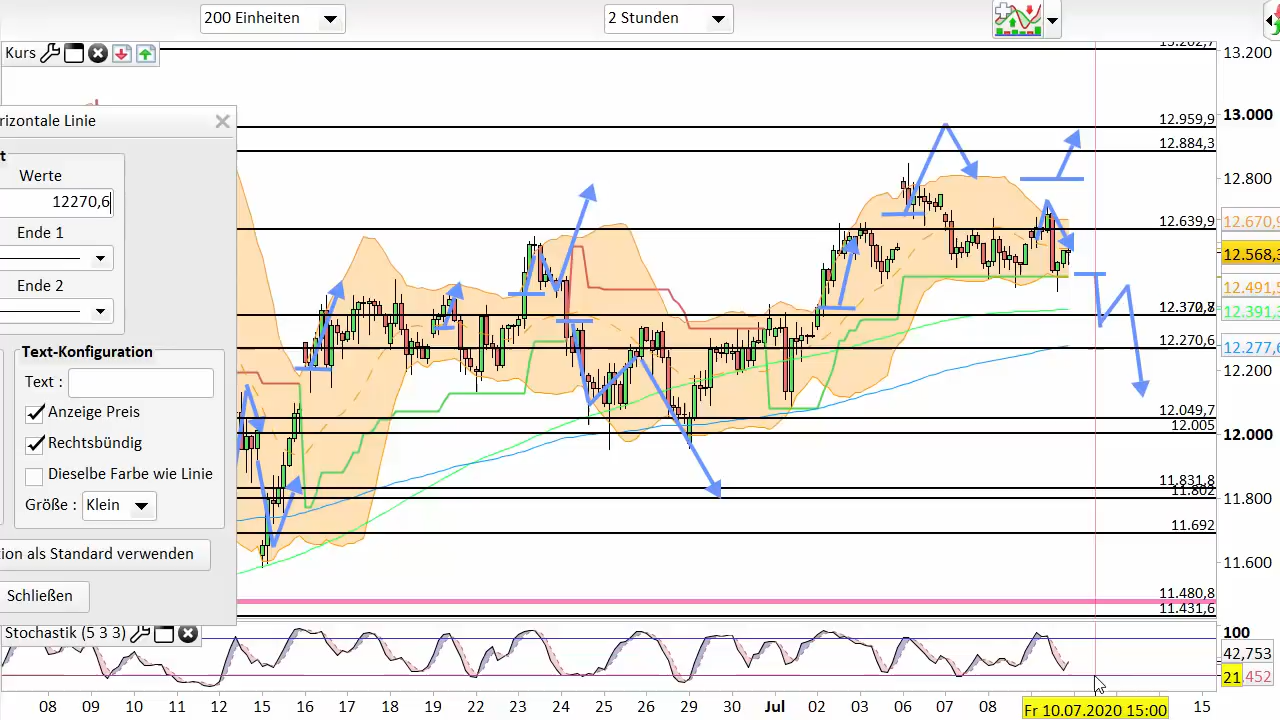 200 Einheiten
2 Stunden
Kurs
13.200
rizontale Linie
12.959,9
13.000
12.884,3
t
Werte
12.800
12270,6
12.639,9
12.670,9
Ende 1
12.568,3
12.491,5
Ende 2
12.370,8
12.391,3
12.270,6
12.277,6
Text-Konfiguration
12.200
Text :
Anzeige Preis
12.049,7
12.005
12.000
Rechtsbündig
Dieselbe Farbe wie Linie
11.831,8
11.802
11.800
Größe :
Klein
11.692
tion als Standard verwenden
11.600
Schließen
11.480,8
11.431,6
Stochastik (5 3 3)
100
42,753
21,452
08 09 10 11 12 15 16 17 18 19 22 23 24 25 26 29 30 Jul 02 03 06 07 08
Fr 10.07.2020 15:00
15